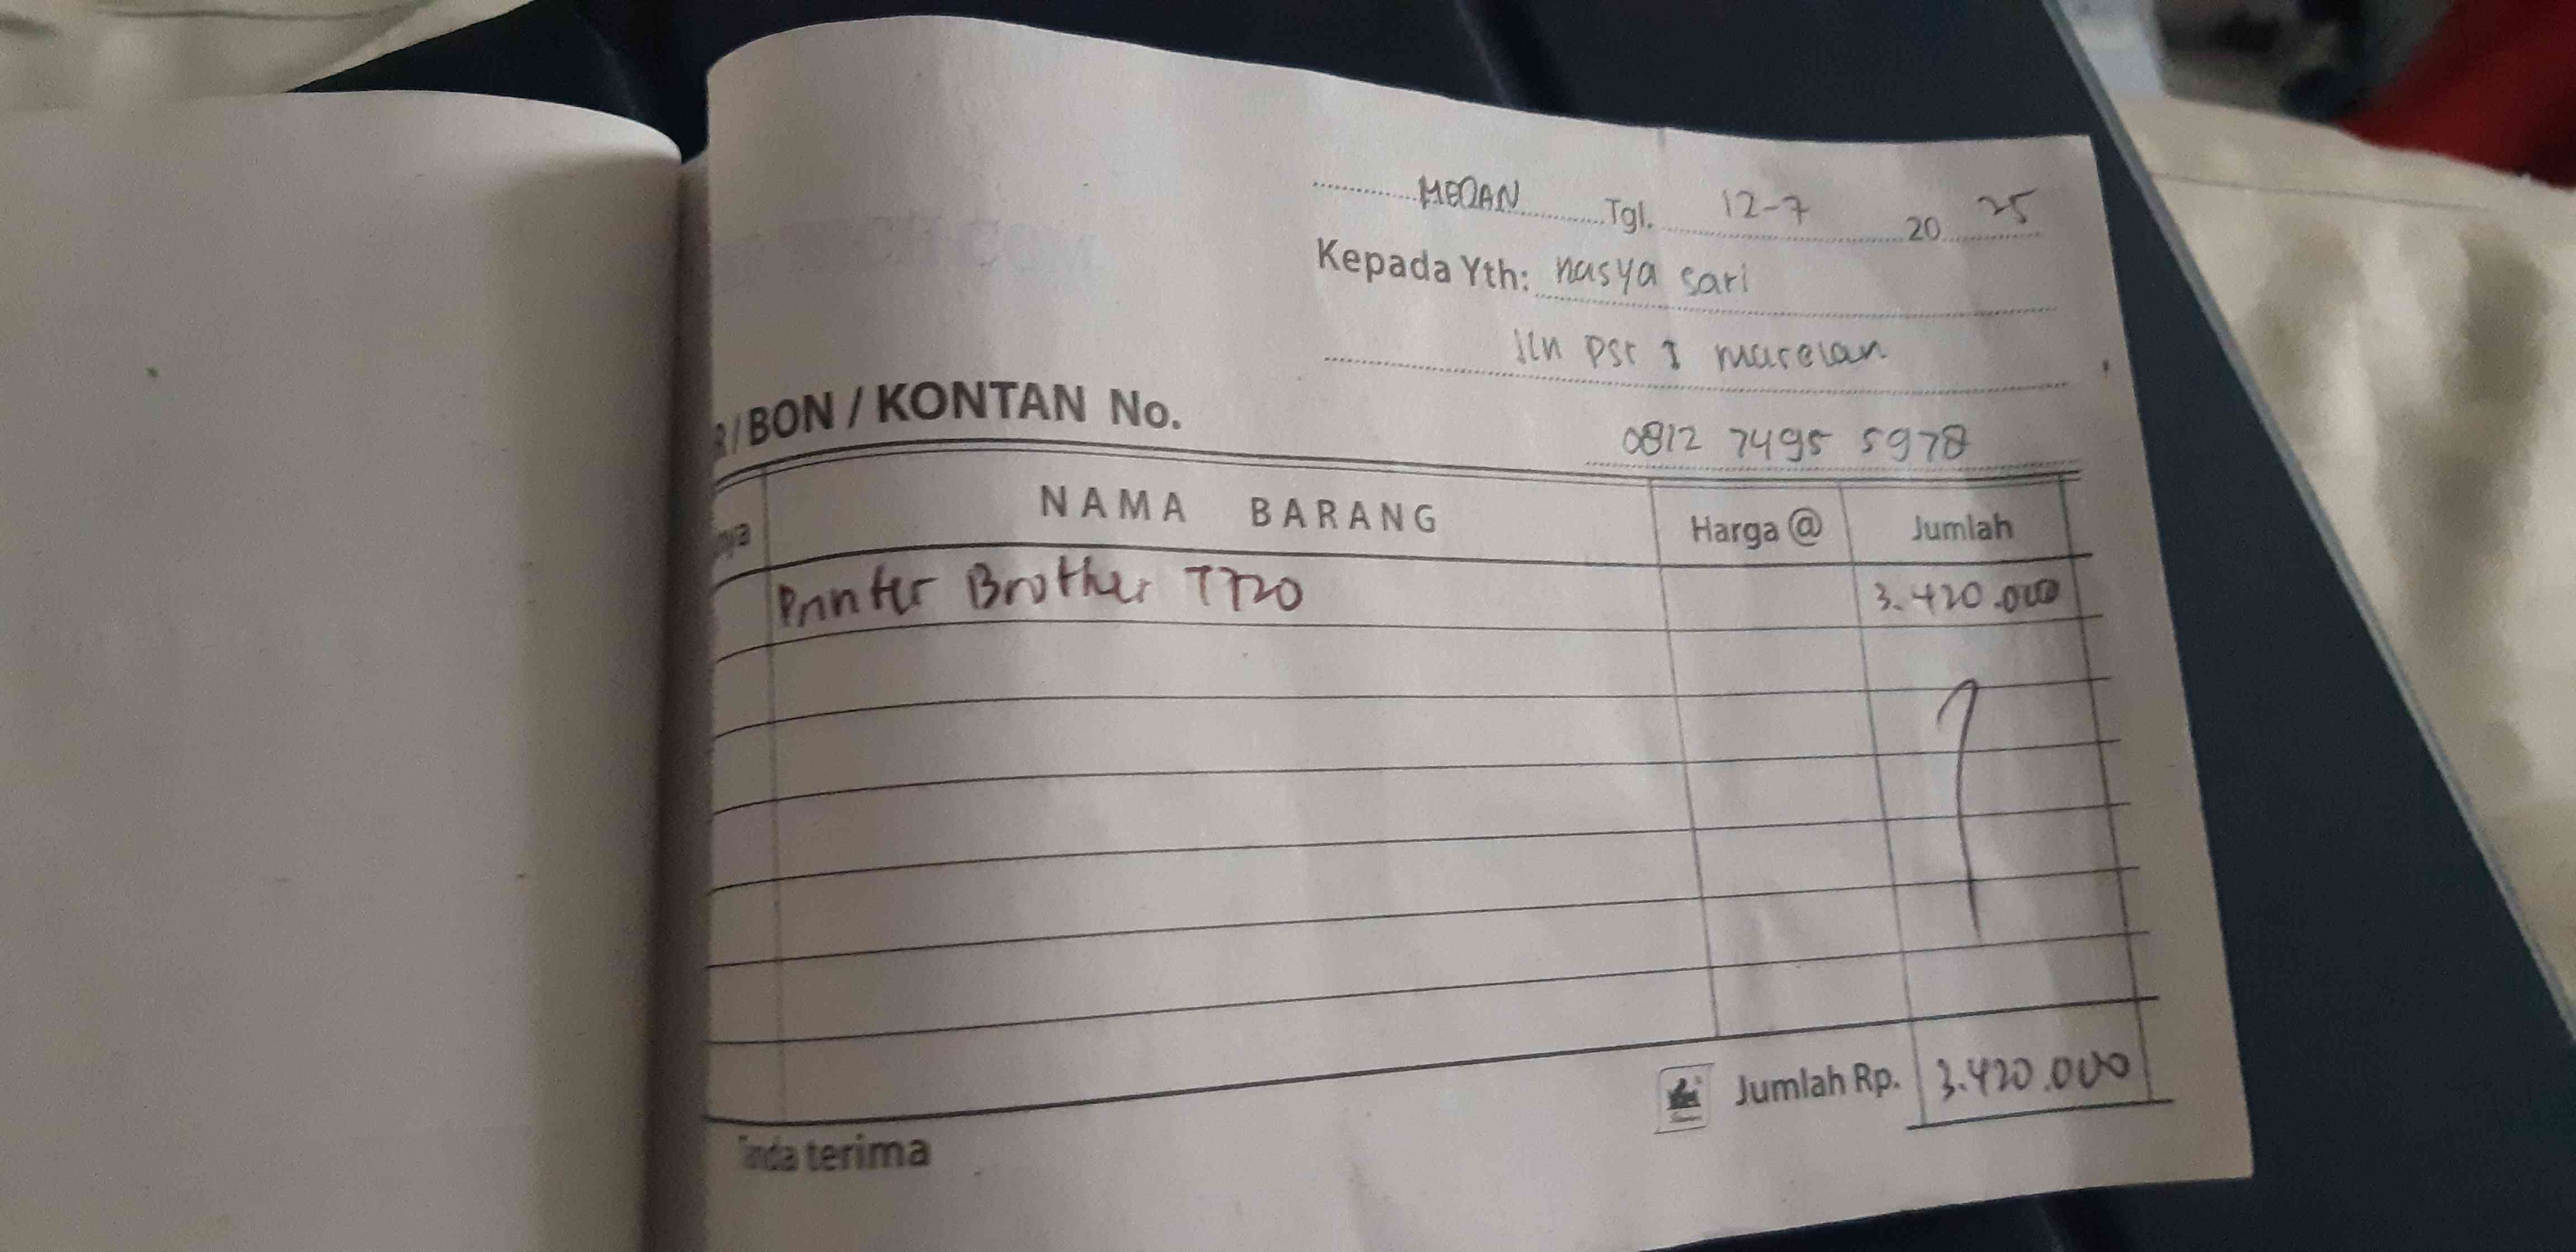 MEDAN Tgl. 12-7 20 25
Kepada Yth: nasya sari
Jln psr I marelan
R / BON / KONTAN No.
0812 7495 5978
nya NAMA BARANG Harga @ Jumlah
Printer Brother T720 3.420.000
Jumlah Rp. 3.420.000
Tanda terima